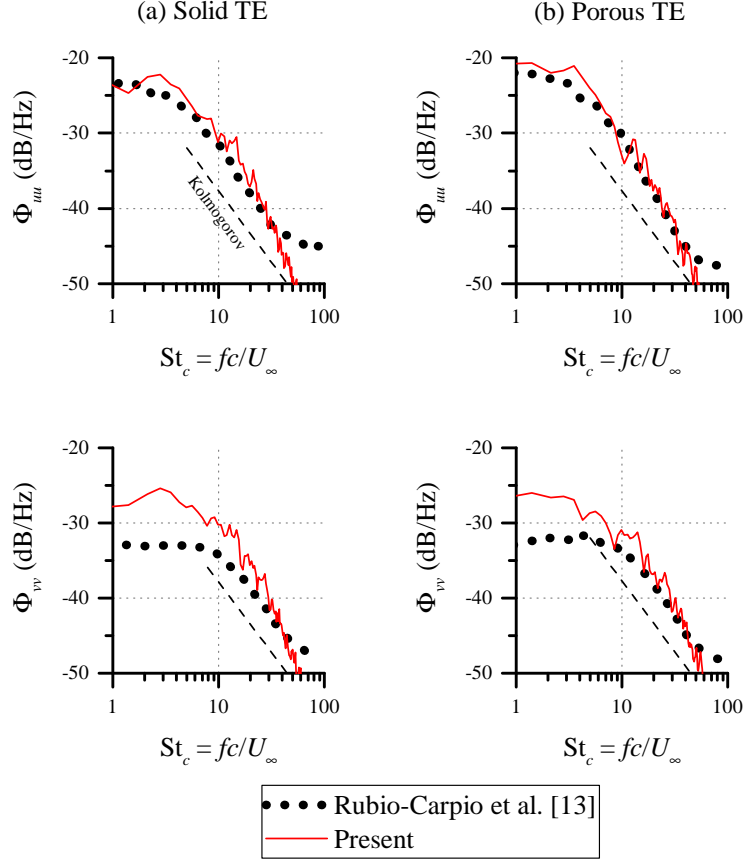 (a) Solid TE
(b) Porous TE
-20
-30
-40
-50
Φuu (dB/Hz)
Kolmogorov
1
10
100
Stc = fc/U∞
-20
-30
-40
-50
Φuu (dB/Hz)
1
10
100
Stc = fc/U∞
-20
-30
-40
-50
Φvv (dB/Hz)
1
10
100
Stc = fc/U∞
-20
-30
-40
-50
Φvv (dB/Hz)
1
10
100
Stc = fc/U∞
Rubio-Carpio et al. [13]
Present